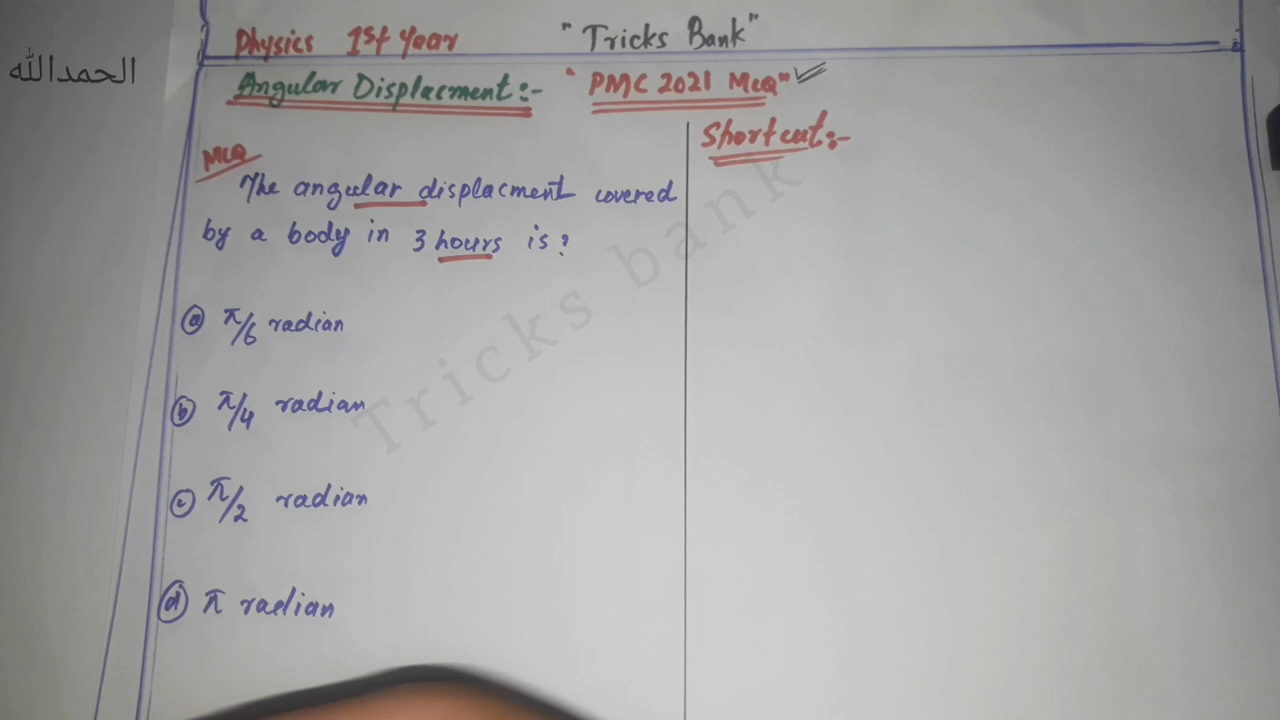 الحمدالله
Physics 1st Year "Tricks Bank"
Angular Displacment:- "PMC 2021 McQ"
Shortcut:-
MCQ
The angular displacment covered
by a body in 3 hours is?
a π/6 radian
b π/4 radian
c π/2 radian
d π radian
Tricks bank